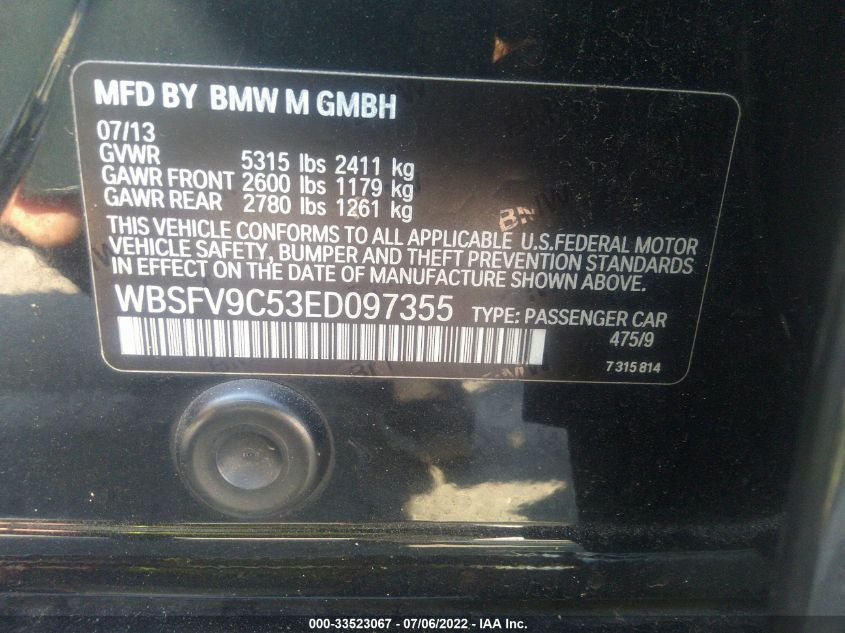 MFD BY BMW M GMBH
07/13
GVWR 5315 lbs 2411 kg
GAWR FRONT 2600 lbs 1179 kg
GAWR REAR 2780 lbs 1261 kg
THIS VEHICLE CONFORMS TO ALL APPLICABLE U.S.FEDERAL MOTOR
VEHICLE SAFETY, BUMPER AND THEFT PREVENTION STANDARDS
IN EFFECT ON THE DATE OF MANUFACTURE SHOWN ABOVE.
WBSFV9C53ED097355 TYPE: PASSENGER CAR
475/9
7 315 814
000-33523067 - 07/06/2022 - IAA Inc.